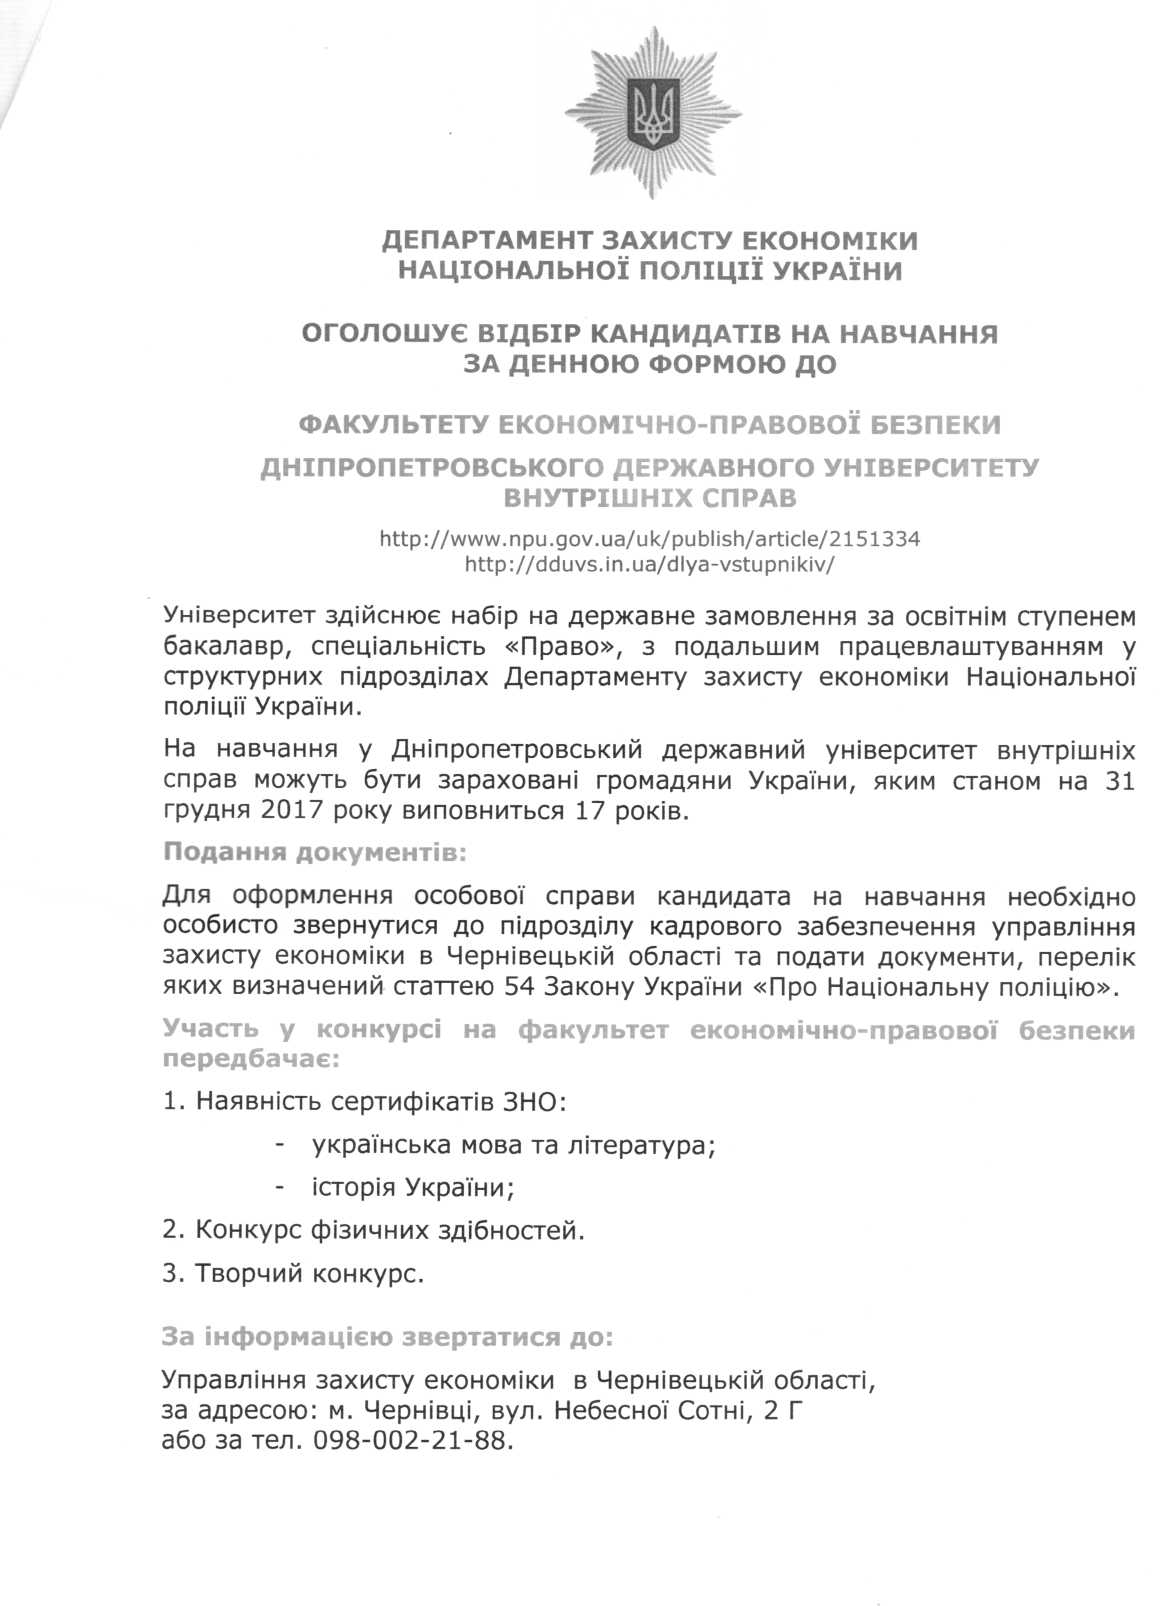 ДЕПАРТАМЕНТ ЗАХИСТУ ЕКОНОМІКИ
НАЦІОНАЛЬНОЇ ПОЛІЦІЇ УКРАЇНИ
ОГОЛОШУЄ ВІДБІР КАНДИДАТІВ НА НАВЧАННЯ
ЗА ДЕННОЮ ФОРМОЮ ДО
ФАКУЛЬТЕТУ ЕКОНОМІЧНО-ПРАВОВОЇ БЕЗПЕКИ
ДНІПРОПЕТРОВСЬКОГО ДЕРЖАВНОГО УНІВЕРСИТЕТУ
ВНУТРІШНІХ СПРАВ
http://www.npu.gov.ua/uk/publish/article/2151334
http://dduvs.in.ua/dlya-vstupnikiv/
Університет здійснює набір на державне замовлення за освітнім ступенем
бакалавр, спеціальність «Право», з подальшим працевлаштуванням у
структурних підрозділах Департаменту захисту економіки Національної
поліції України.
На навчання у Дніпропетровський державний університет внутрішніх
справ можуть бути зараховані громадяни України, яким станом на 31
грудня 2017 року виповниться 17 років.
Подання документів:
Для оформлення особової справи кандидата на навчання необхідно
особисто звернутися до підрозділу кадрового забезпечення управління
захисту економіки в Чернівецькій області та подати документи, перелік
яких визначений статтею 54 Закону України «Про Національну поліцію».
Участь у конкурсі на факультет економічно-правової безпеки
передбачає:
1. Наявність сертифікатів ЗНО:
- українська мова та література;
- історія України;
2. Конкурс фізичних здібностей.
3. Творчий конкурс.
За інформацією звертатися до:
Управління захисту економіки в Чернівецькій області,
за адресою: м. Чернівці, вул. Небесної Сотні, 2 Г
або за тел. 098-002-21-88.